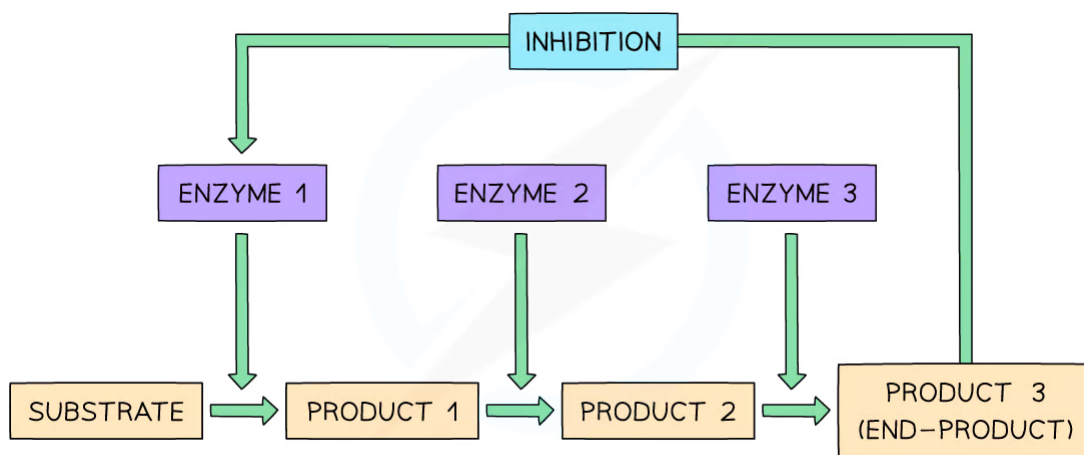 INHIBITION
ENZYME 1
ENZYME 2
ENZYME 3
SUBSTRATE
PRODUCT 1
PRODUCT 2
PRODUCT 3
(END-PRODUCT)